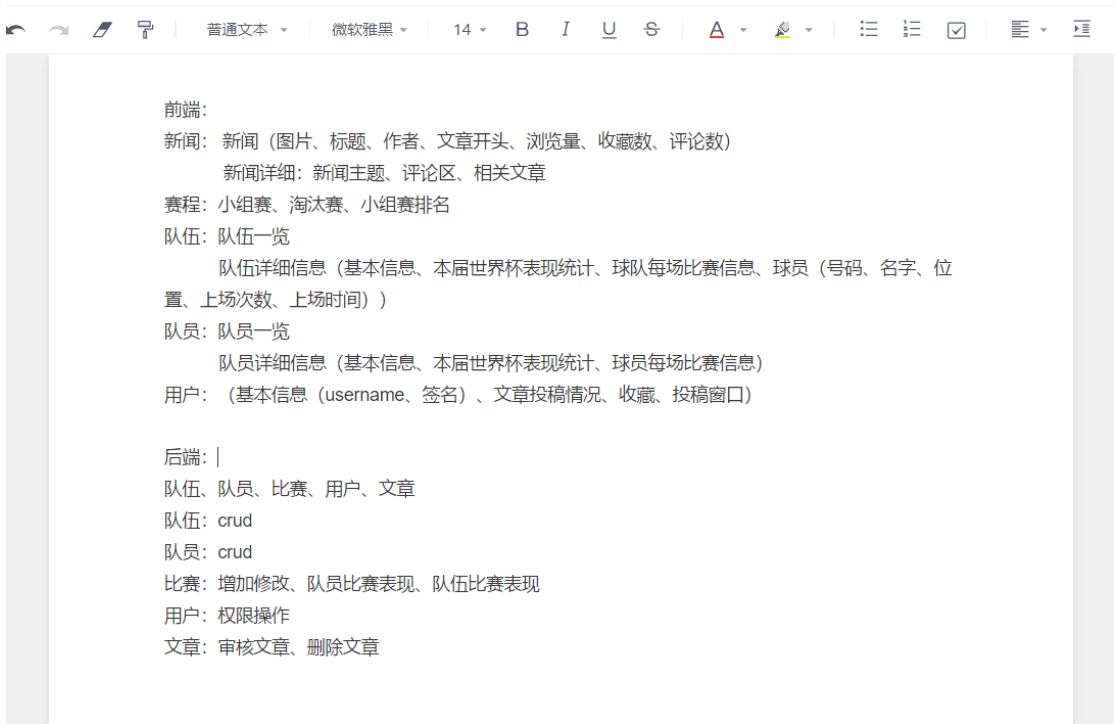 普通文本 微软雅黑 14 B I U S A
前端：
新闻： 新闻（图片、标题、作者、文章开头、浏览量、收藏数、评论数）
新闻详细：新闻主题、评论区、相关文章
赛程：小组赛、淘汰赛、小组赛排名
队伍：队伍一览
队伍详细信息（基本信息、本届世界杯表现统计、球队每场比赛信息、球员（号码、名字、位
置、上场次数、上场时间））
队员：队员一览
队员详细信息（基本信息、本届世界杯表现统计、球员每场比赛信息）
用户：（基本信息（username、签名）、文章投稿情况、收藏、投稿窗口）
后端：
队伍、队员、比赛、用户、文章
队伍：crud
队员：crud
比赛：增加修改、队员比赛表现、队伍比赛表现
用户：权限操作
文章：审核文章、删除文章